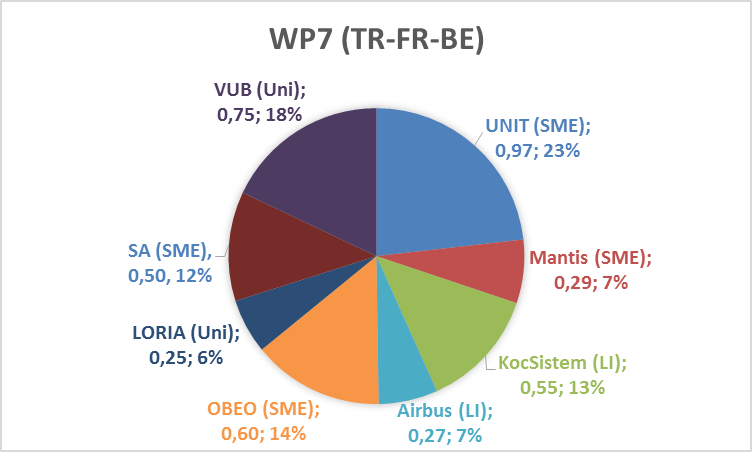 WP7 (TR-FR-BE)
VUB (Uni);
0,75; 18%
UNIT (SME);
0,97; 23%
SA (SME),
0,50, 12%
Mantis (SME);
0,29; 7%
LORIA (Uni);
0,25; 6%
KocSistem (LI);
0,55; 13%
OBEO (SME);
0,60; 14%
Airbus (LI);
0,27; 7%